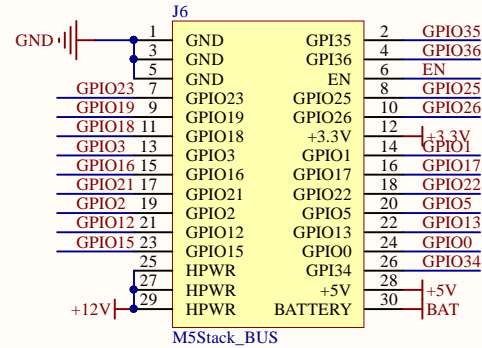 J6
1 GND GPI35 2 GPIO35
GND 3 GND GPI36 4 GPIO36
5 GND EN 6 EN
GPIO23 7 GPIO23 GPIO25 8 GPIO25
GPIO19 9 GPIO19 GPIO26 10 GPIO26
GPIO18 11 GPIO18 +3.3V 12 +3.3V
GPIO3 13 GPIO3 GPIO1 14 GPIO1
GPIO16 15 GPIO16 GPIO17 16 GPIO17
GPIO21 17 GPIO21 GPIO22 18 GPIO22
GPIO2 19 GPIO2 GPIO5 20 GPIO5
GPIO12 21 GPIO12 GPIO13 22 GPIO13
GPIO15 23 GPIO15 GPIO0 24 GPIO0
25 HPWR GPI34 26 GPIO34
27 HPWR +5V 28 +5V
+12V 29 HPWR BATTERY 30 BAT
M5Stack_BUS